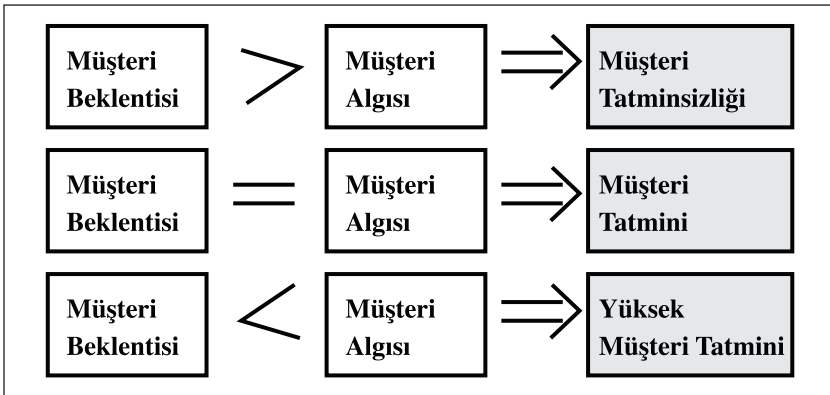 Müşteri
Beklentisi
>
Müşteri
Algısı
⇒
Müşteri
Tatminsizliği
Müşteri
Beklentisi
=
Müşteri
Algısı
⇒
Müşteri
Tatmini
Müşteri
Beklentisi
<
Müşteri
Algısı
⇒
Yüksek
Müşteri Tatmini